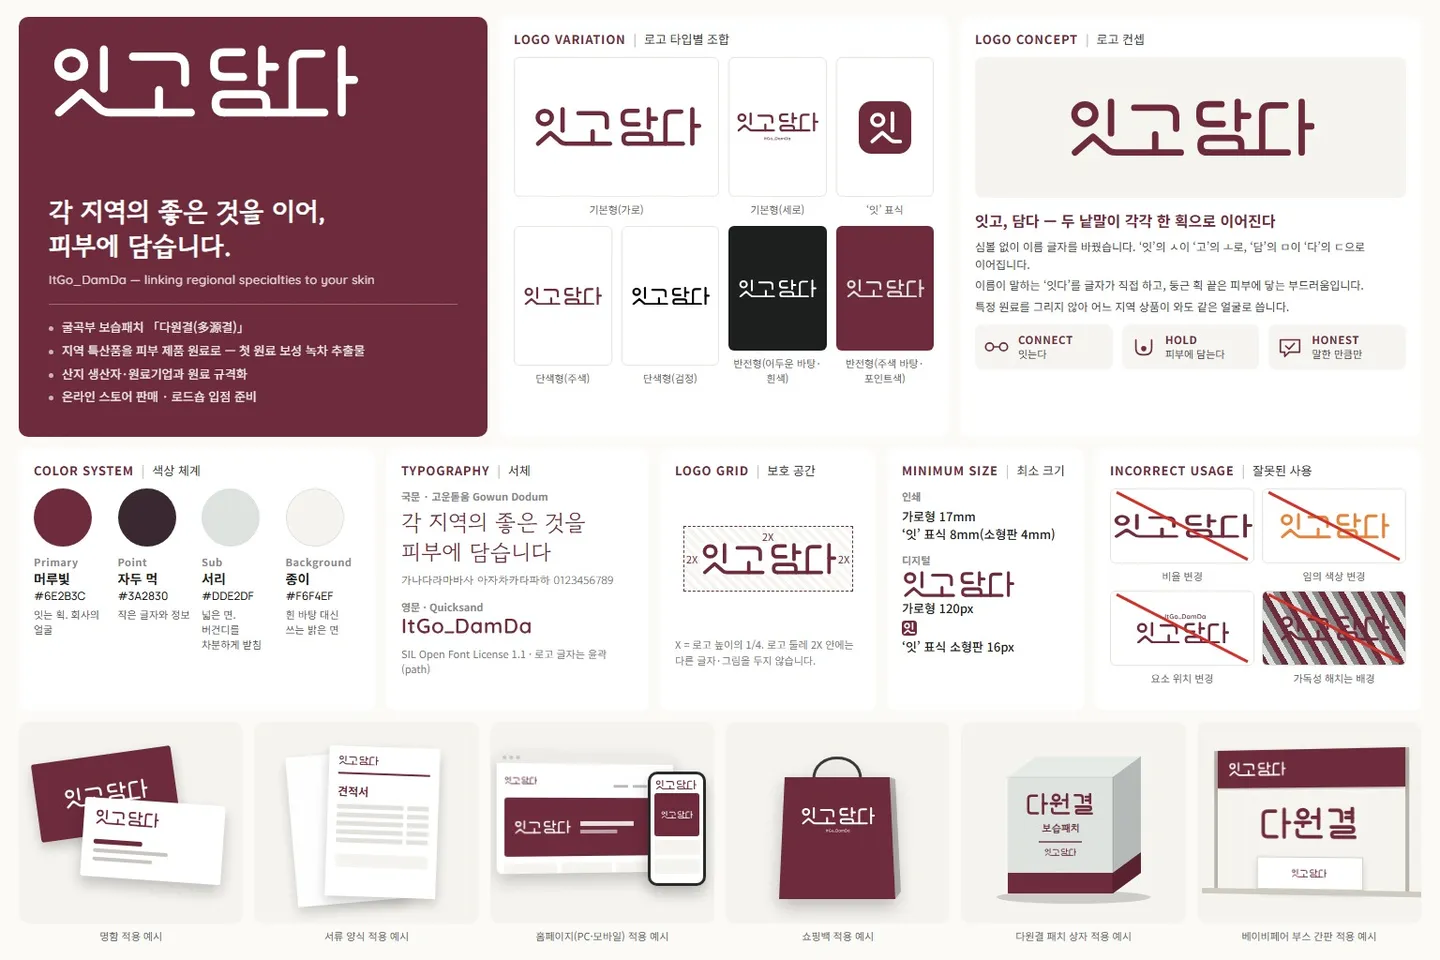 잇고담다
각 지역의 좋은 것을 이어,
피부에 담습니다.
ItGo_DamDa — linking regional specialties to your skin
굴곡부 보습패치 「다원결(多源결)」
지역 특산품을 피부 제품 원료로 — 첫 원료 보성 녹차 추출물
산지 생산자·원료기업과 원료 규격화
온라인 스토어 판매 · 로드숍 입점 준비
LOGO VARIATION | 로고 타입별 조합
잇고담다
잇고담다
ItGo_DamDa
잇
기본형(가로)
기본형(세로)
‘잇’ 표식
잇고담다
잇고담다
잇고담다
잇고담다
단색형(주색)
단색형(검정)
반전형(어두운 바탕·
흰색)
반전형(주색 바탕·
포인트색)
LOGO CONCEPT | 로고 컨셉
잇고담다
잇고, 담다 — 두 낱말이 각각 한 획으로 이어진다
심볼 없이 이름 글자를 바꿨습니다. ‘잇’의 ㅅ이 ‘고’의 ㅗ로, ‘담’의 ㅁ이 ‘다’의 ㄷ으로
이어집니다.
이름이 말하는 ‘잇다’를 글자가 직접 하고, 둥근 획 끝은 피부에 닿는 부드러움입니다.
특정 원료를 그리지 않아 어느 지역 상품이 와도 같은 얼굴로 씁니다.
CONNECT
잇는다
HOLD
피부에 담는다
HONEST
말한 만큼만
COLOR SYSTEM | 색상 체계
Primary
머루빛
#6E2B3C
잇는 획. 회사의
얼굴
Point
자두 먹
#3A2830
작은 글자와 정보
Sub
서리
#DDE2DF
넓은 면.
버건디를
차분하게 받침
Background
종이
#F6F4EF
흰 바탕 대신
쓰는 밝은 면
TYPOGRAPHY | 서체
국문 · 고운돋움 Gowun Dodum
각 지역의 좋은 것을
피부에 담습니다
가나다라마바사 아자차카타파하 0123456789
영문 · Quicksand
ItGo_DamDa
SIL Open Font License 1.1 · 로고 글자는 윤곽
(path)
LOGO GRID | 보호 공간
2X
2X
잇고담다
2X
X = 로고 높이의 1/4. 로고 둘레 2X 안에는
다른 글자·그림을 두지 않습니다.
MINIMUM SIZE | 최소 크기
인쇄
가로형 17mm
‘잇’ 표식 8mm(소형판 4mm)
디지털
잇고담다
가로형 120px
잇
‘잇’ 표식 소형판 16px
INCORRECT USAGE | 잘못된 사용
잇고담다
잇고담다
비율 변경
임의 색상 변경
ItGo_DamDa
잇고담다
잇고담다
요소 위치 변경
가독성 해치는 배경
잇고담다
잇고담다
명함 적용 예시
잇고담다
견적서
서류 양식 적용 예시
잇고담다
잇고담다
잇고담다
잇고담다
홈페이지(PC·모바일) 적용 예시
잇고담다
ItGo_DamDa
쇼핑백 적용 예시
다원결
보습패치
잇고담다
다원결 패치 상자 적용 예시
잇고담다
다원결
잇고담다
베이비페어 부스 간판 적용 예시